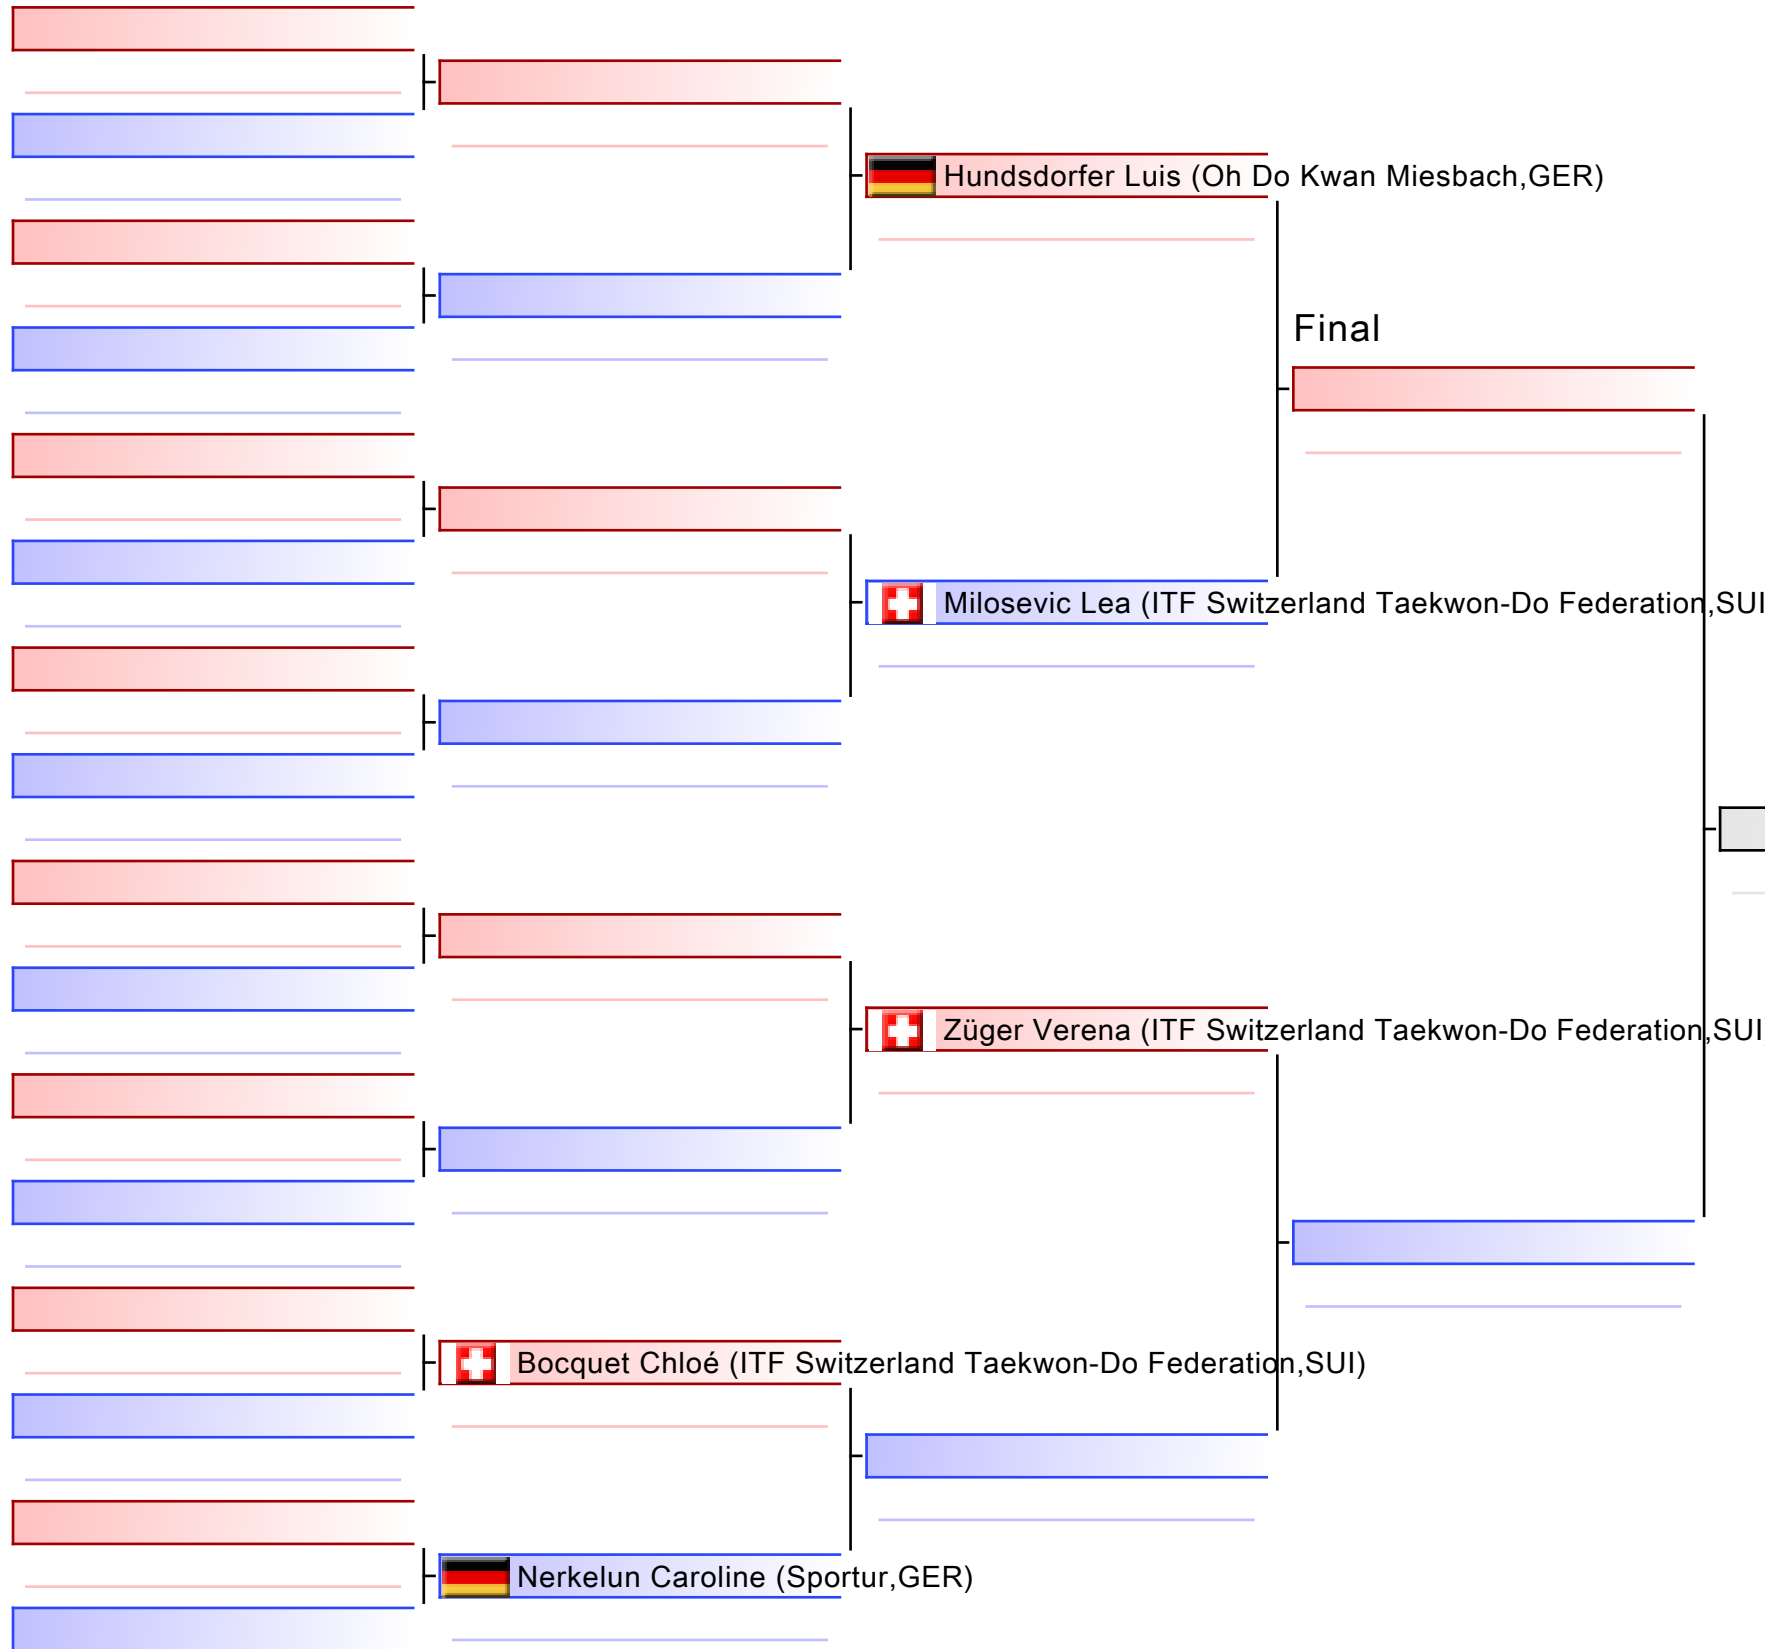 Hundsdorfer Luis (Oh Do Kwan Miesbach,GER)
Final
Milosevic Lea (ITF Switzerland Taekwon-Do Federation,SUI
Züger Verena (ITF Switzerland Taekwon-Do Federation,SUI
Bocquet Chloé (ITF Switzerland Taekwon-Do Federation,SUI)
Nerkelun Caroline (Sportur,GER)